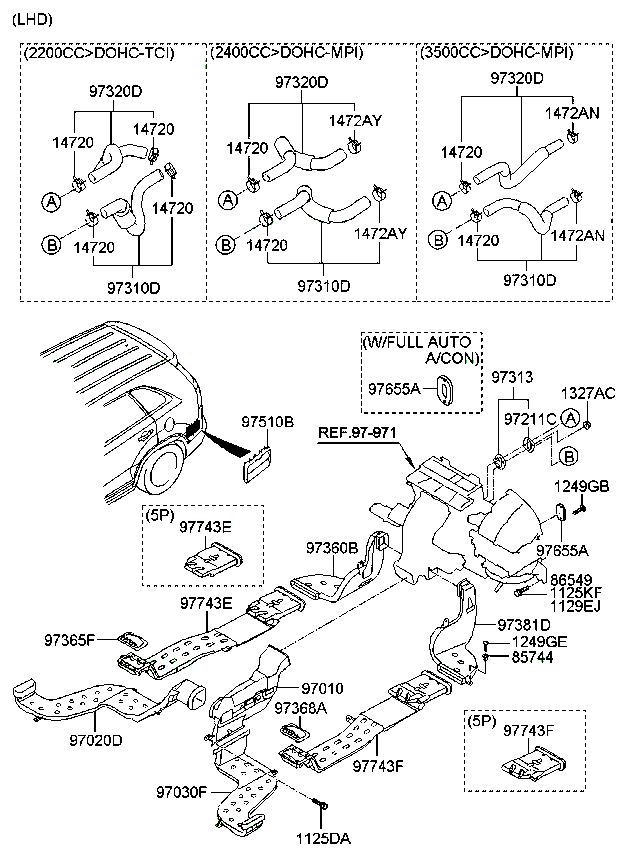 (LHD)
(2200CC>DOHC-TCI)
(2400CC>DOHC-MPI)
(3500CC>DOHC-MPI)
97320D
97320D
97320D
14720
14720
14720
1472AY
14720
1472AN
A
A
A
14720
14720
B
14720
1472AY
B
14720
1472AN
B
97310D
97310D
97310D
(W/FULL AUTO
A/CON)
97655A
97313
1327AC
97211C
A
B
97510B
REF.97-971
1249GB
97655A
(5P)
97743E
97360B
86549
1125KF
1129EJ
97743E
97365F
97381D
1249GE
85744
97010
97368A
97020D
97743F
(5P)
97743F
97030F
1125DA